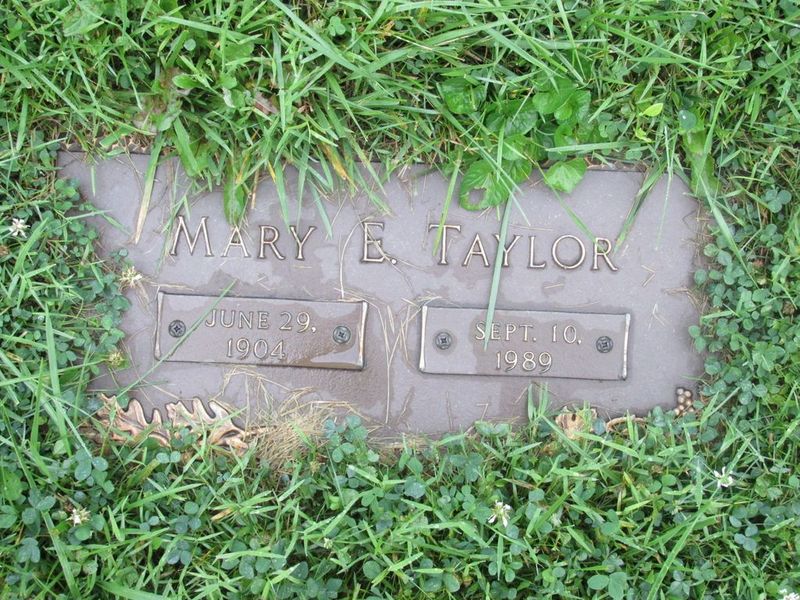 MARY E. TAYLOR
JUNE 29,
1904
SEPT. 10,
1989